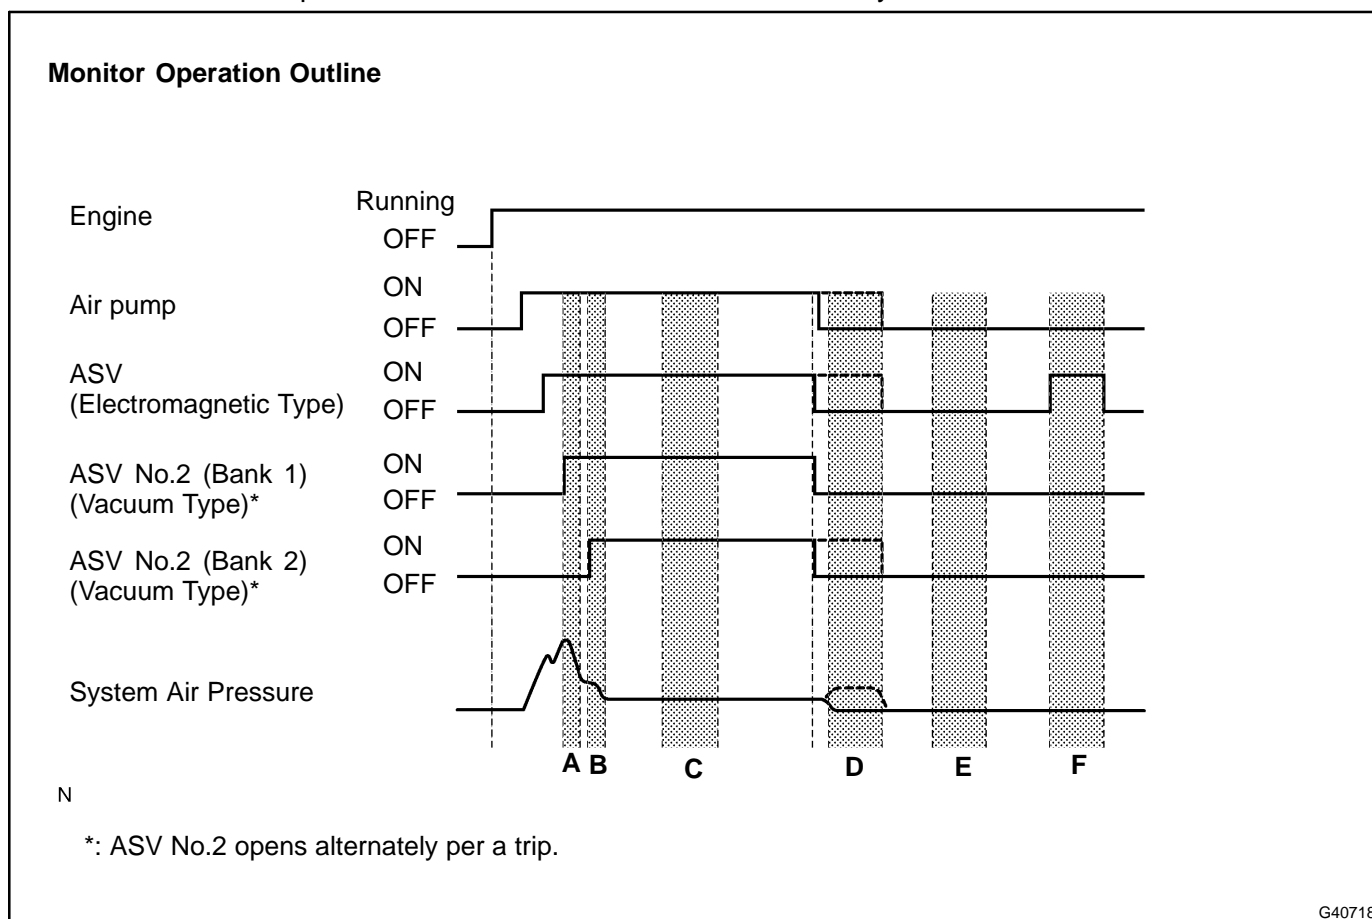 Monitor Operation Outline
Engine
Running
OFF
Air pump
ON
OFF
ASV
(Electromagnetic Type)
ON
OFF
ASV No.2 (Bank 1)
(Vacuum Type)*
ON
OFF
ASV No.2 (Bank 2)
(Vacuum Type)*
ON
OFF
System Air Pressure
A B C D E F
N
*: ASV No.2 opens alternately per a trip.
G40718